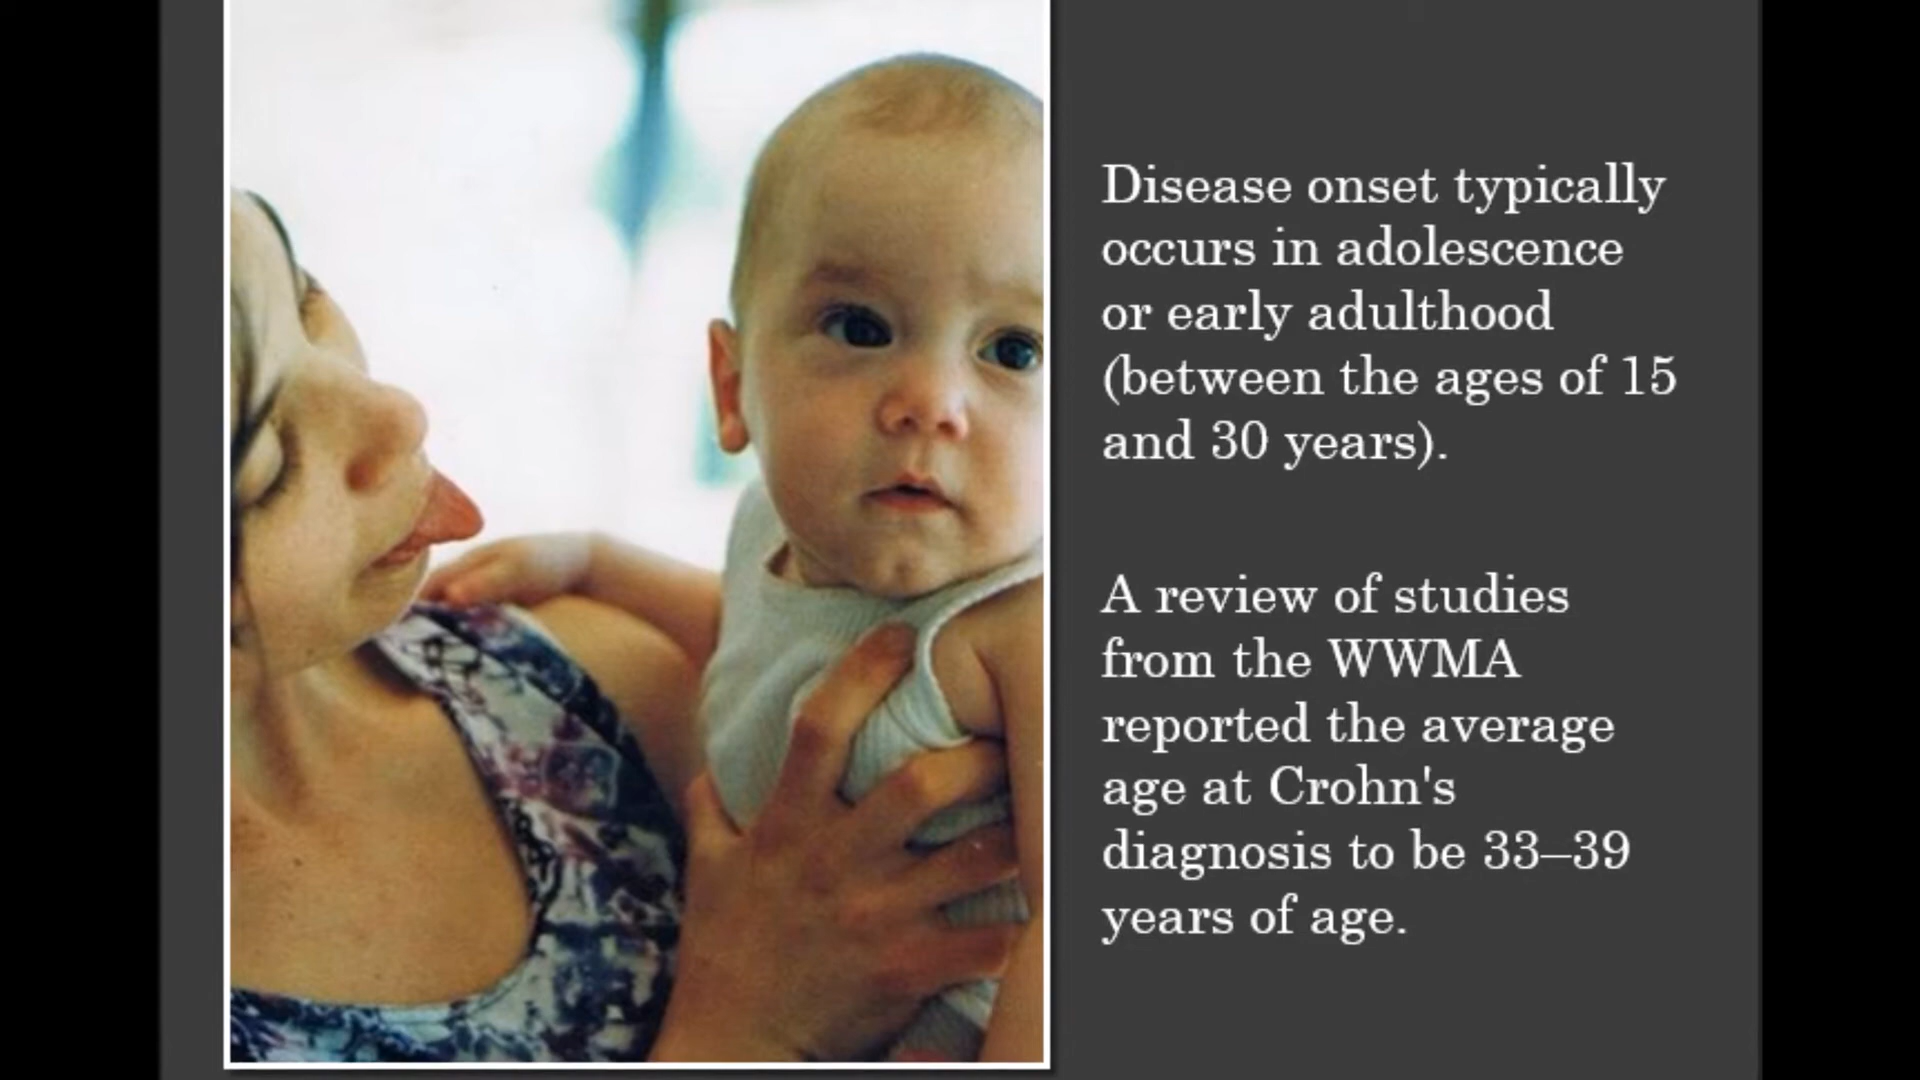 Disease onset typically
occurs in adolescence
or early adulthood
(between the ages of 15
and 30 years).
A review of studies
from the WWMA
reported the average
age at Crohn's
diagnosis to be 33–39
years of age.